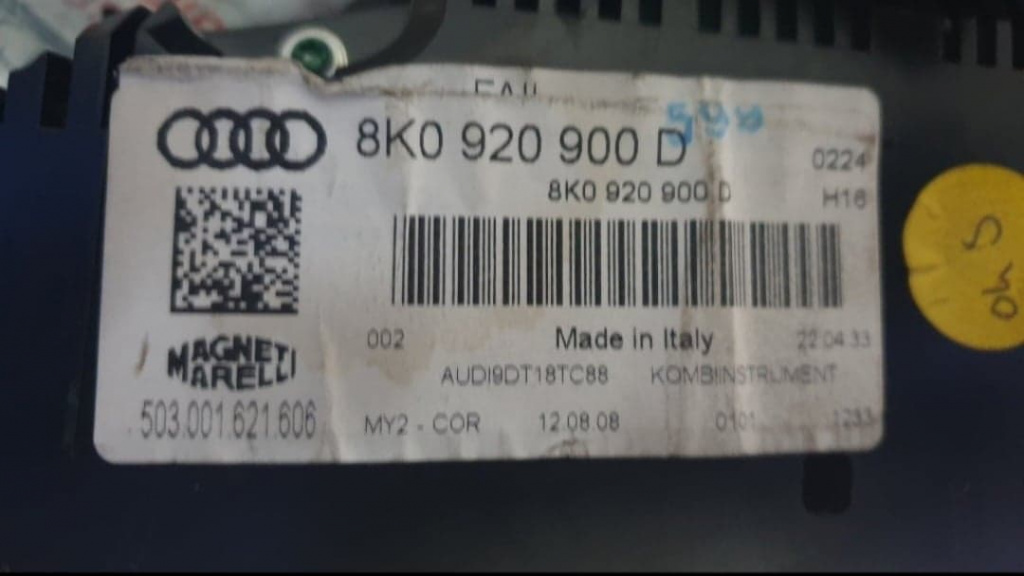 8K0 920 900 D
0224
8K0 920 900 D
H16
MAGNETI
MARELLI
002
Made in Italy
22.04.33
AUDI9DT18TC88 KOMBIINSTRUMENT
503.001.621.606
MY2 - COR
12.08.08
0101
1233